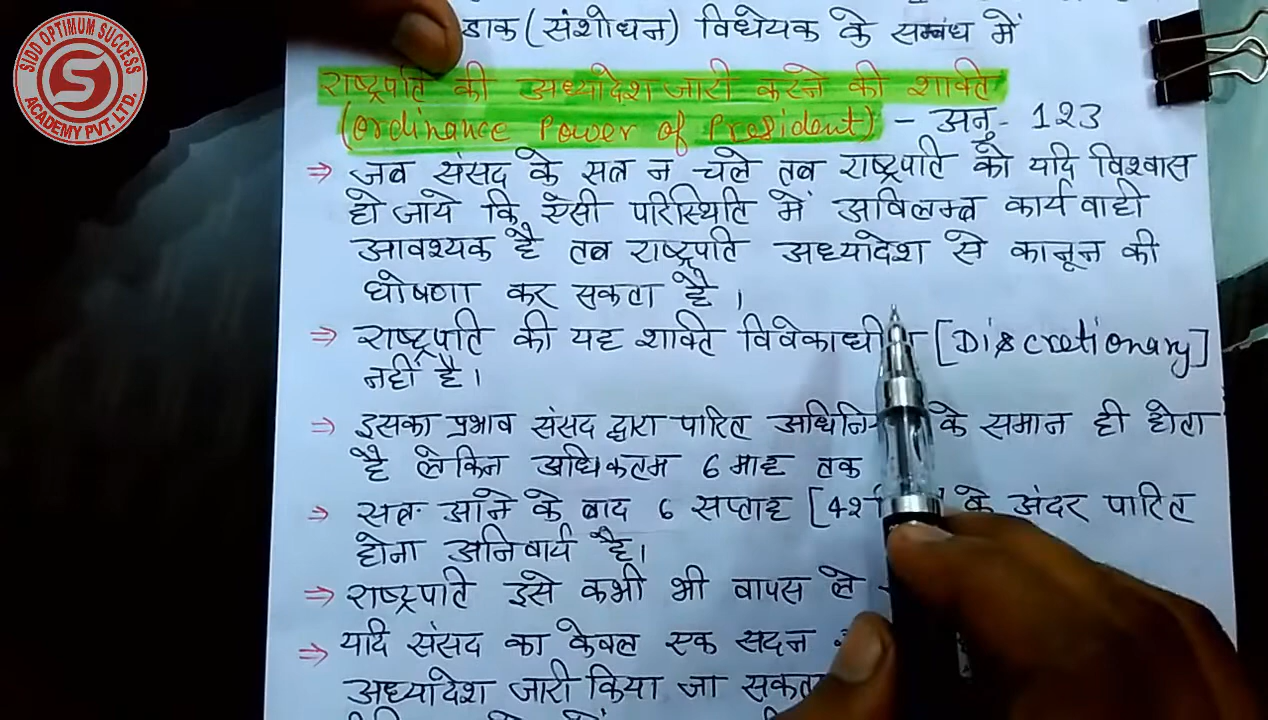 SIDD OPTIMUM SUCCESS
S
ACADEMY PVT. LTD.
डाक (संशोधन) विधेयक के सम्बंध में
राष्ट्रपति की अध्यादेश जारी करने की शक्ति
(Ordinance Power of President) - अनु. 123
⇒ जब संसद के सत्र न चले तब राष्ट्रपति को यदि विश्वास
हो जाये कि ऐसी परिस्थिति में अविलम्ब कार्यवाही
आवश्यक है तब राष्ट्रपति अध्यादेश से कानून की
घोषणा कर सकता है।
⇒ राष्ट्रपति की यह शक्ति [Discretionary]
नहीं है।
⇒ इसका प्रभाव संसद द्वारा पारित के समान ही होता
है लेकिन अधिकतम 6 माह तक
⇒ सत्र आने के बाद 6 सप्ताह [42 के अंदर पारित
होना अनिवार्य है।
⇒ राष्ट्रपति इसे कभी भी वापस ले
⇒ यदि संसद का केवल एक सदन
अध्यादेश जारी किया जा